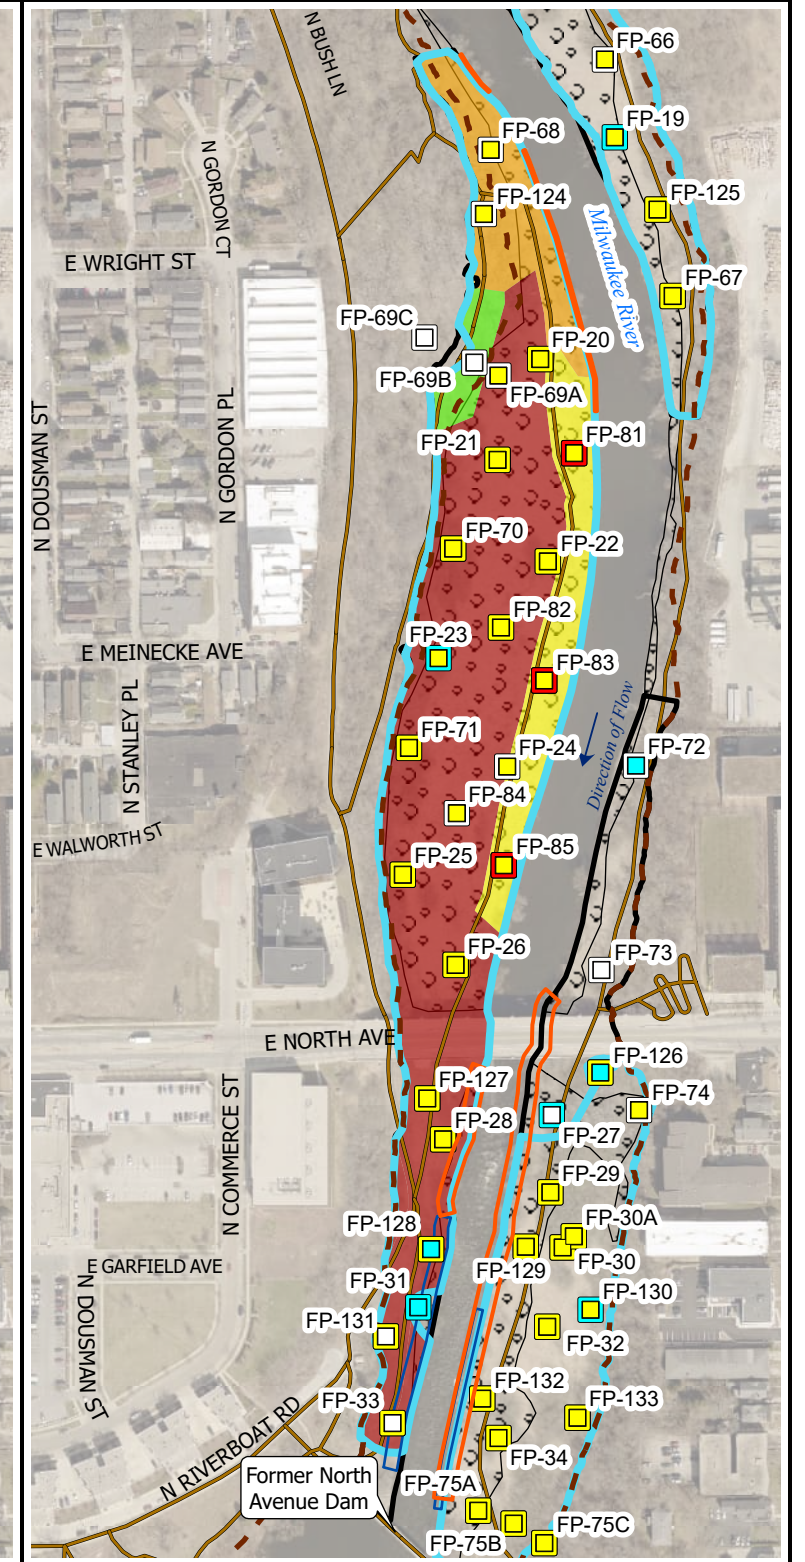 N BUSH LN
FP-66
FP-19
FP-68
N GORDON CT
FP-124
FP-125
E WRIGHT ST
Milwaukee River
FP-67
FP-69C
FP-20
FP-69B
FP-69A
N DOUSMAN ST
N GORDON PL
FP-21
FP-81
FP-70
FP-22
FP-82
FP-23
E MEINECKE AVE
FP-83
N STANLEY PL
FP-71
FP-24
Direction of Flow
FP-72
FP-84
E WALWORTH ST
FP-25
FP-85
FP-26
FP-73
E NORTH AVE
FP-126
FP-127
FP-74
N COMMERCE ST
FP-28
FP-27
FP-29
FP-128
FP-30A
E GARFIELD AVE
FP-129
FP-30
FP-31
FP-130
N DOUSMAN ST
FP-131
FP-32
FP-132
FP-33
FP-133
N RIVERBOAT RD
FP-34
Former North
Avenue Dam
FP-75A
FP-75B
FP-75C